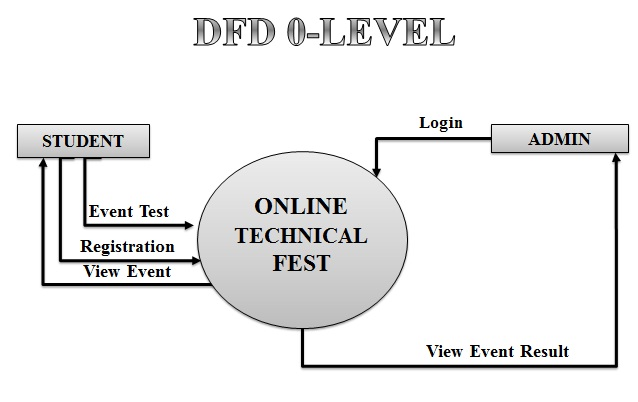 DFD 0-LEVEL
Login
STUDENT
ADMIN
ONLINE
TECHNICAL
FEST
Event Test
Registration
View Event
View Event Result